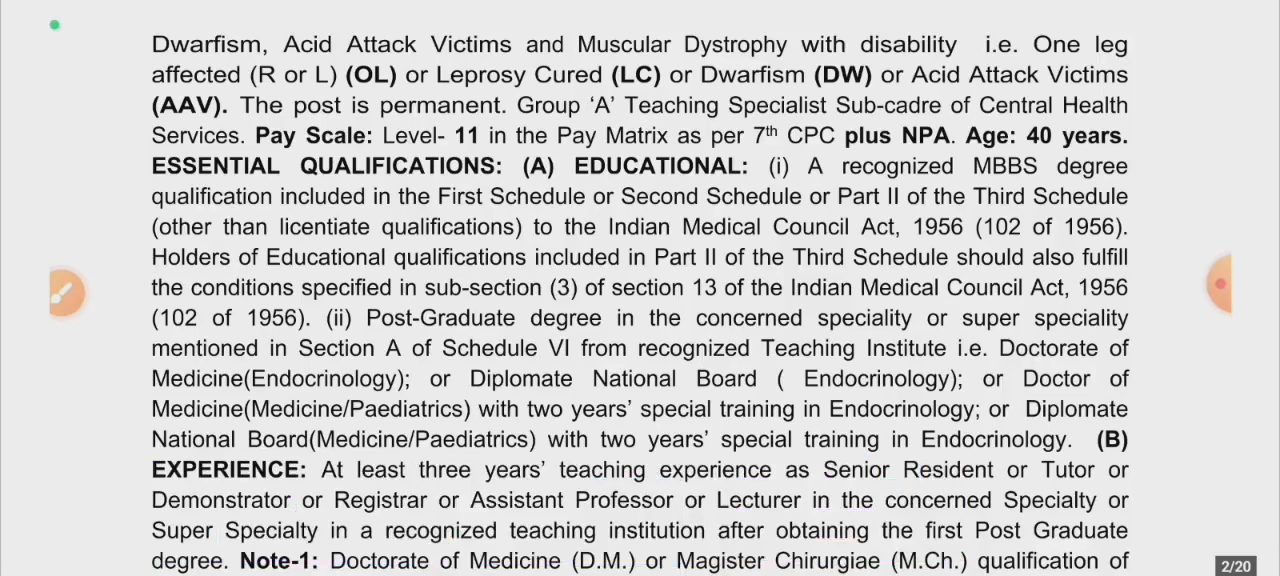 Dwarfism, Acid Attack Victims and Muscular Dystrophy with disability i.e. One leg
affected (R or L) (OL) or Leprosy Cured (LC) or Dwarfism (DW) or Acid Attack Victims
(AAV). The post is permanent. Group ‘A’ Teaching Specialist Sub-cadre of Central Health
Services. Pay Scale: Level- 11 in the Pay Matrix as per 7th CPC plus NPA. Age: 40 years.
ESSENTIAL QUALIFICATIONS: (A) EDUCATIONAL: (i) A recognized MBBS degree
qualification included in the First Schedule or Second Schedule or Part II of the Third Schedule
(other than licentiate qualifications) to the Indian Medical Council Act, 1956 (102 of 1956).
Holders of Educational qualifications included in Part II of the Third Schedule should also fulfill
the conditions specified in sub-section (3) of section 13 of the Indian Medical Council Act, 1956
(102 of 1956). (ii) Post-Graduate degree in the concerned speciality or super speciality
mentioned in Section A of Schedule VI from recognized Teaching Institute i.e. Doctorate of
Medicine(Endocrinology); or Diplomate National Board ( Endocrinology); or Doctor of
Medicine(Medicine/Paediatrics) with two years’ special training in Endocrinology; or Diplomate
National Board(Medicine/Paediatrics) with two years’ special training in Endocrinology. (B)
EXPERIENCE: At least three years’ teaching experience as Senior Resident or Tutor or
Demonstrator or Registrar or Assistant Professor or Lecturer in the concerned Specialty or
Super Specialty in a recognized teaching institution after obtaining the first Post Graduate
degree. Note-1: Doctorate of Medicine (D.M.) or Magister Chirurgiae (M.Ch.) qualification of
2/20